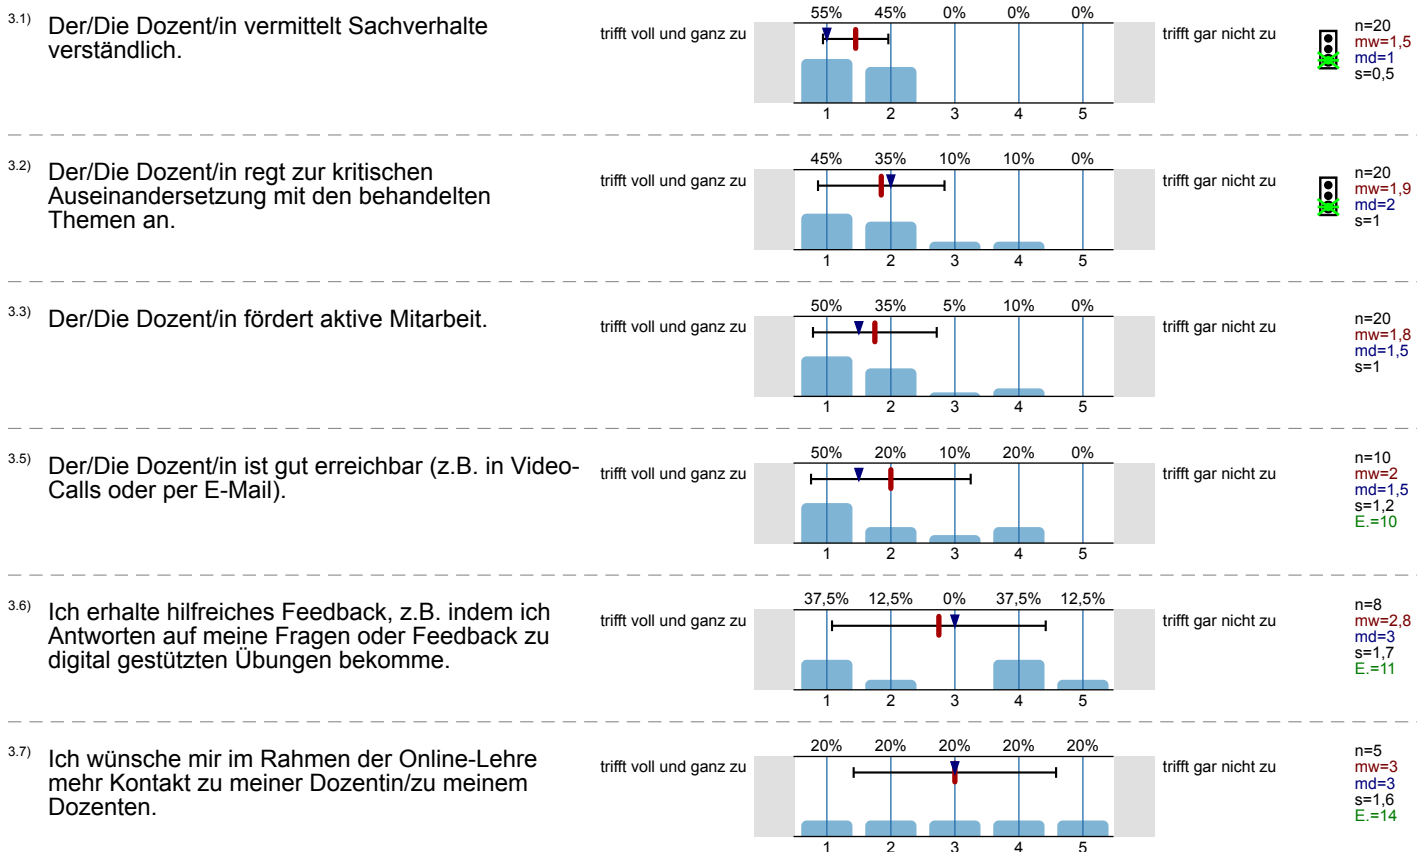 3.1) Der/Die Dozent/in vermittelt Sachverhalte
verständlich.
trifft voll und ganz zu
55% 45% 0% 0% 0%
1 2 3 4 5
trifft gar nicht zu
n=20
mw=1,5
md=1
s=0,5
3.2) Der/Die Dozent/in regt zur kritischen
Auseinandersetzung mit den behandelten
Themen an.
trifft voll und ganz zu
45% 35% 10% 10% 0%
1 2 3 4 5
trifft gar nicht zu
n=20
mw=1,9
md=2
s=1
3.3) Der/Die Dozent/in fördert aktive Mitarbeit.
trifft voll und ganz zu
50% 35% 5% 10% 0%
1 2 3 4 5
trifft gar nicht zu
n=20
mw=1,8
md=1,5
s=1
3.5) Der/Die Dozent/in ist gut erreichbar (z.B. in Video-
Calls oder per E-Mail).
trifft voll und ganz zu
50% 20% 10% 20% 0%
1 2 3 4 5
trifft gar nicht zu
n=10
mw=2
md=1,5
s=1,2
E.=10
3.6) Ich erhalte hilfreiches Feedback, z.B. indem ich
Antworten auf meine Fragen oder Feedback zu
digital gestützten Übungen bekomme.
trifft voll und ganz zu
37,5% 12,5% 0% 37,5% 12,5%
1 2 3 4 5
trifft gar nicht zu
n=8
mw=2,8
md=3
s=1,7
E.=11
3.7) Ich wünsche mir im Rahmen der Online-Lehre
mehr Kontakt zu meiner Dozentin/zu meinem
Dozenten.
trifft voll und ganz zu
20% 20% 20% 20% 20%
1 2 3 4 5
trifft gar nicht zu
n=5
mw=3
md=3
s=1,6
E.=14